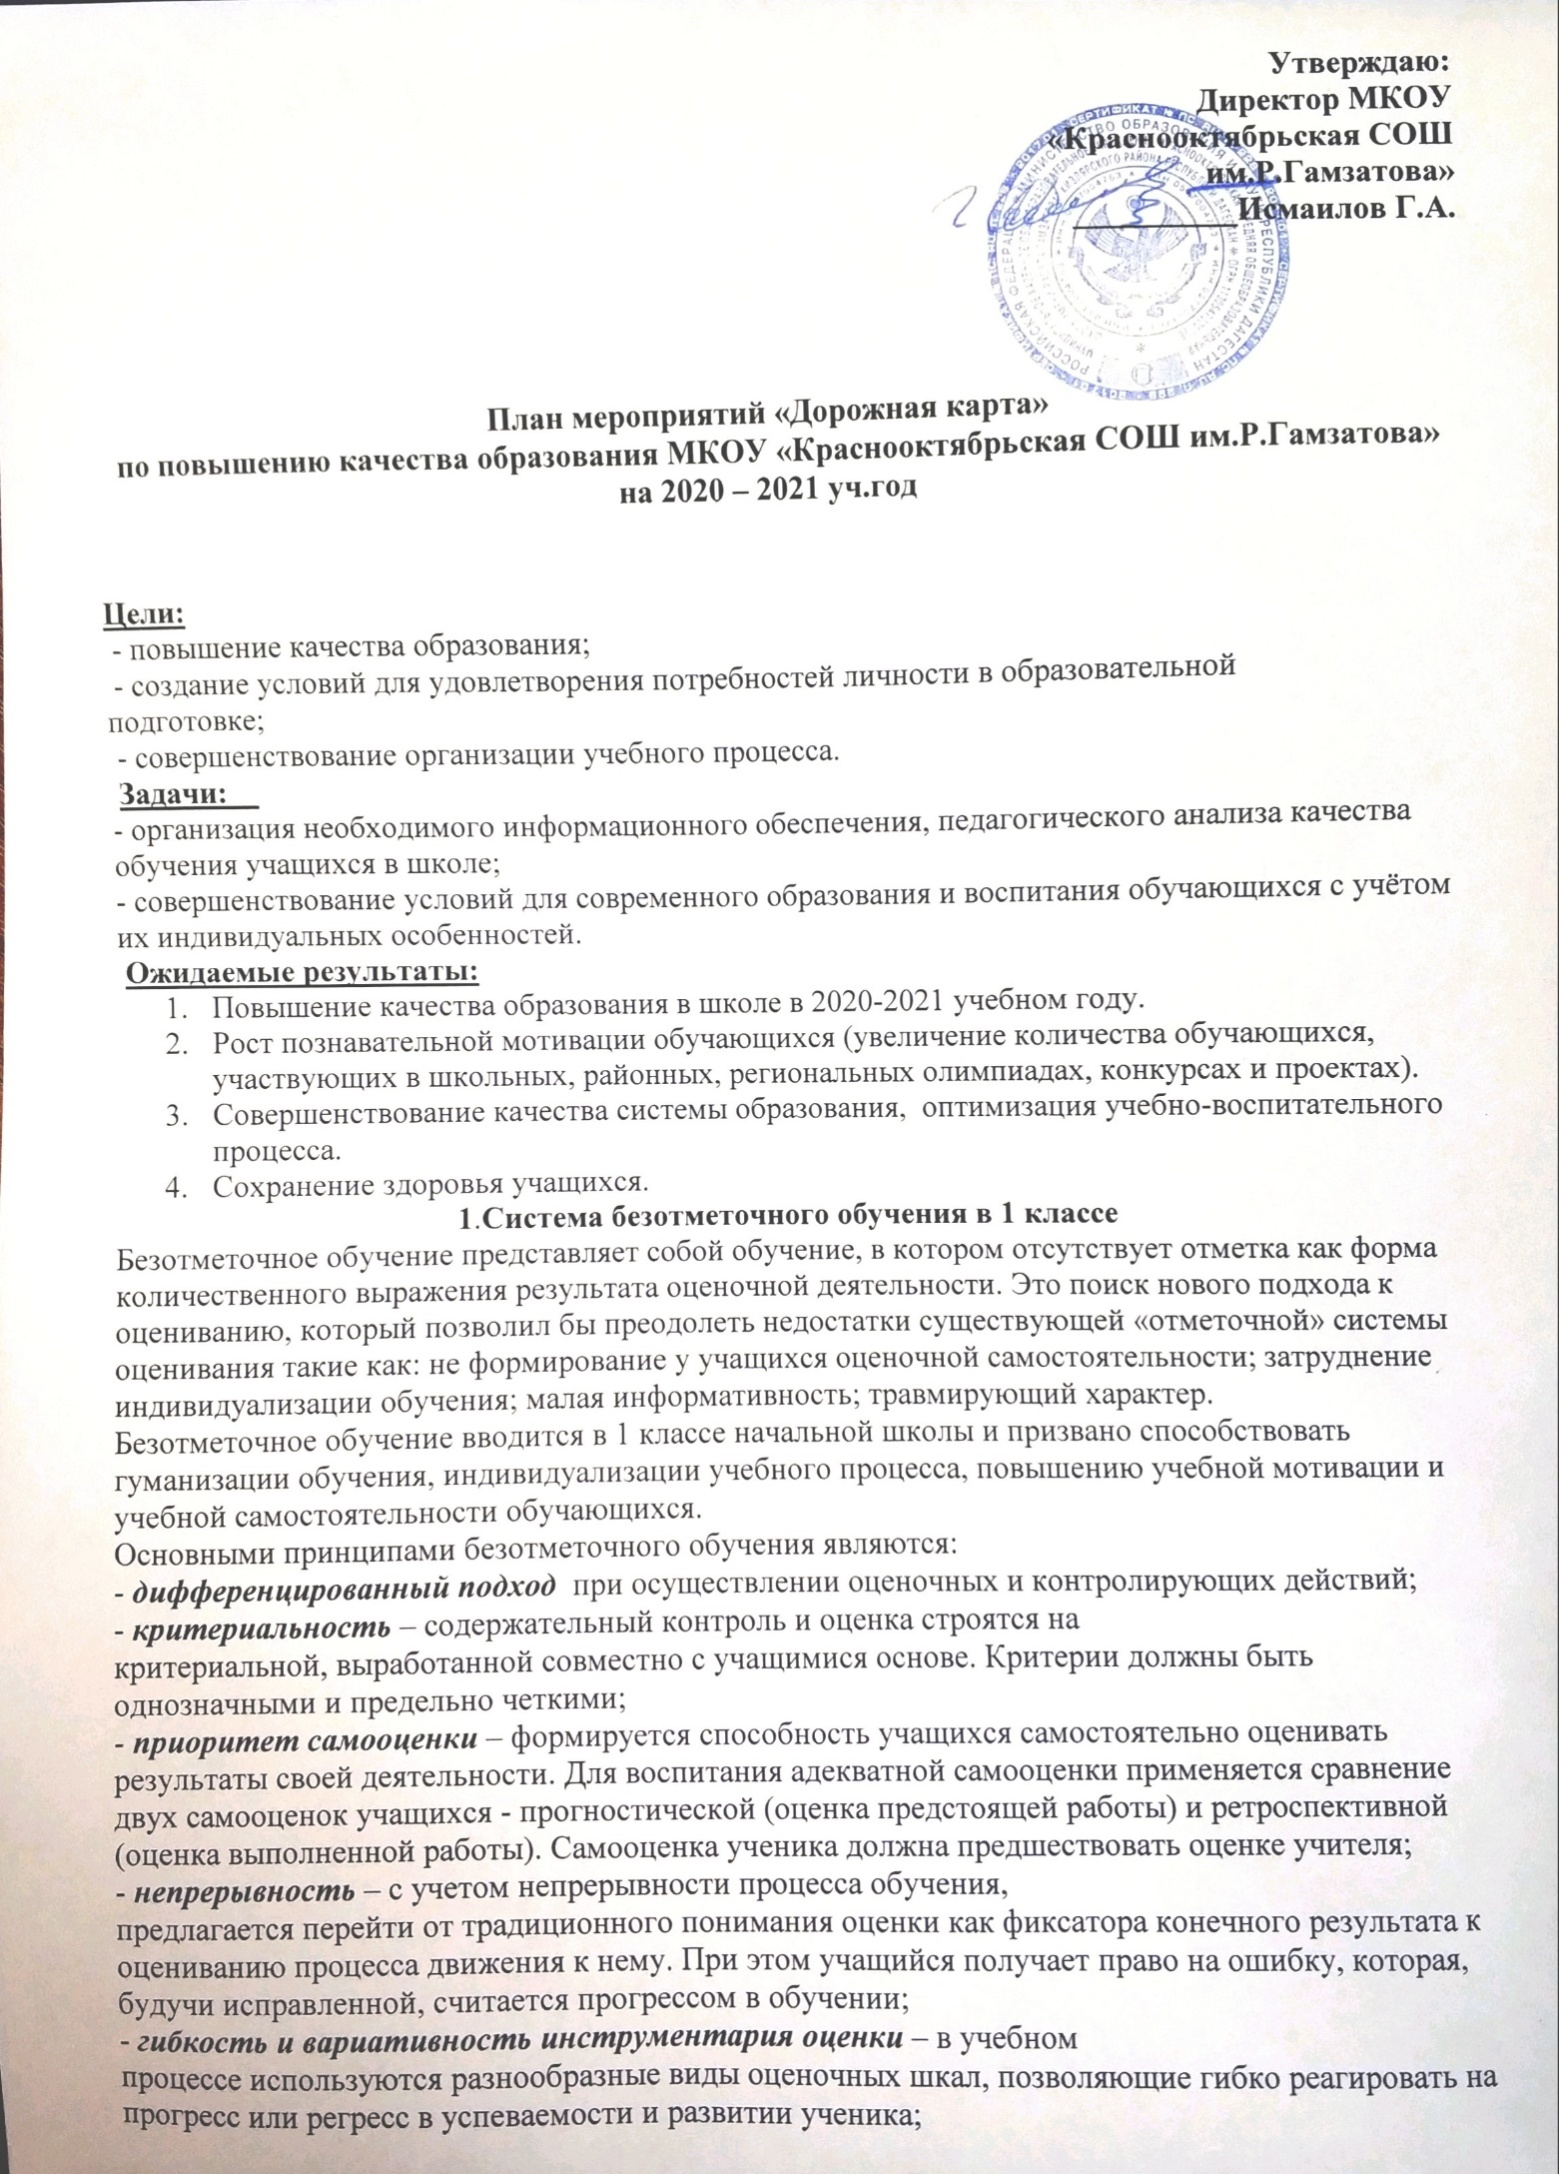 Утверждаю:
Директор МКОУ
«Краснооктябрьская СОШ
им.Р.Гамзатова»
Исмаилов Г.А.
План мероприятий «Дорожная карта»
по повышению качества образования МКОУ «Краснооктябрьская СОШ им.Р.Гамзатова»
на 2020 – 2021 уч.год
Цели:
- повышение качества образования;
- создание условий для удовлетворения потребностей личности в образовательной
подготовке;
- совершенствование организации учебного процесса.
Задачи:
- организация необходимого информационного обеспечения, педагогического анализа качества
обучения учащихся в школе;
- совершенствование условий для современного образования и воспитания обучающихся с учётом
их индивидуальных особенностей.
Ожидаемые результаты:
1. Повышение качества образования в школе в 2020-2021 учебном году.
2. Рост познавательной мотивации обучающихся (увеличение количества обучающихся,
участвующих в школьных, районных, региональных олимпиадах, конкурсах и проектах).
3. Совершенствование качества системы образования, оптимизация учебно-воспитательного
процесса.
4. Сохранение здоровья учащихся.
1.Система безотметочного обучения в 1 классе
Безотметочное обучение представляет собой обучение, в котором отсутствует отметка как форма
количественного выражения результата оценочной деятельности. Это поиск нового подхода к
оцениванию, который позволил бы преодолеть недостатки существующей «отметочной» системы
оценивания такие как: не формирование у учащихся оценочной самостоятельности; затруднение
индивидуализации обучения; малая информативность; травмирующий характер.
Безотметочное обучение вводится в 1 классе начальной школы и призвано способствовать
гуманизации обучения, индивидуализации учебного процесса, повышению учебной мотивации и
учебной самостоятельности обучающихся.
Основными принципами безотметочного обучения являются:
- дифференцированный подход при осуществлении оценочных и контролирующих действий;
- критериальность – содержательный контроль и оценка строятся на
критериальной, выработанной совместно с учащимися основе. Критерии должны быть
однозначными и предельно четкими;
- приоритет самооценки – формируется способность учащихся самостоятельно оценивать
результаты своей деятельности. Для воспитания адекватной самооценки применяется сравнение
двух самооценок учащихся - прогностической (оценка предстоящей работы) и ретроспективной
(оценка выполненной работы). Самооценка ученика должна предшествовать оценке учителя;
- непрерывность – с учетом непрерывности процесса обучения,
предлагается перейти от традиционного понимания оценки как фиксатора конечного результата к
оцениванию процесса движения к нему. При этом учащийся получает право на ошибку, которая,
будучи исправленной, считается прогрессом в обучении;
- гибкость и вариативность инструментария оценки – в учебном
процессе используются разнообразные виды оценочных шкал, позволяющие гибко реагировать на
прогресс или регресс в успеваемости и развитии ученика;